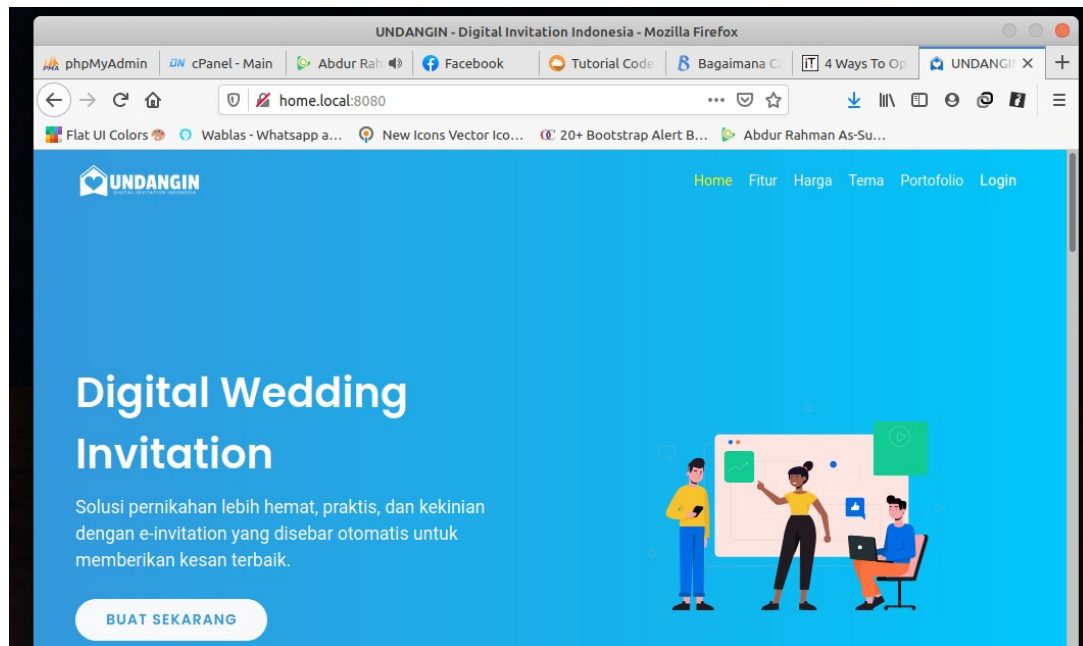 UNDANGIN - Digital Invitation Indonesia - Mozilla Firefox
phpMyAdmin
cPanel - Main
Abdur Rah
Facebook
Tutorial Code
Bagaimana C
4 Ways To Op
UNDANGI
home.local:8080
Flat UI Colors
Wablas - Whatsapp a...
New Icons Vector Ico...
20+ Bootstrap Alert B...
Abdur Rahman As-Su...
UNDANGIN
DIGITAL INVITATION INDONESIA
Home Fitur Harga Tema Portofolio Login
Digital Wedding
Invitation
Solusi pernikahan lebih hemat, praktis, dan kekinian
dengan e-invitation yang disebar otomatis untuk
memberikan kesan terbaik.
BUAT SEKARANG